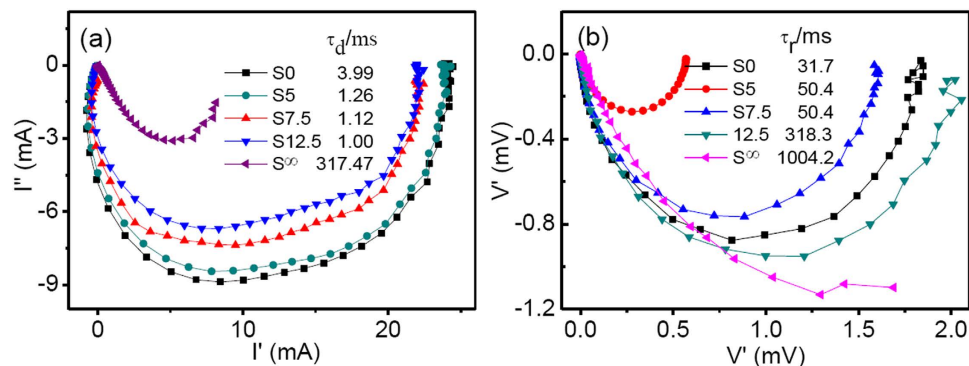 (a)
τd/ms
S0 3.99
S5 1.26
S7.5 1.12
S12.5 1.00
S∞ 317.47
0
-3
-6
-9
I'' (mA)
0 10 20
I' (mA)
(b)
τr/ms
S0 31.7
S5 50.4
S7.5 50.4
12.5 318.3
S∞ 1004.2
0.0
-0.4
-0.8
-1.2
V' (mV)
0.0 0.5 1.0 1.5 2.0
V' (mV)